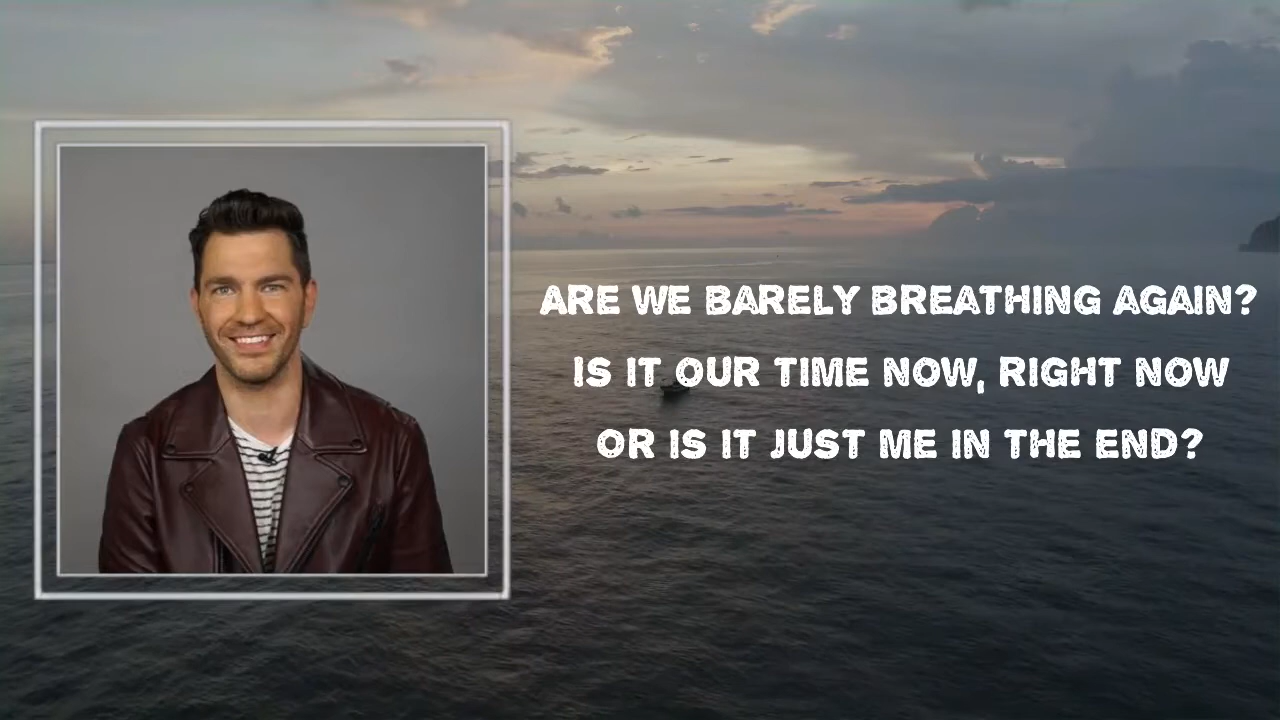 ARE WE BARELY BREATHING AGAIN?
IS IT OUR TIME NOW, RIGHT NOW
OR IS IT JUST ME IN THE END?